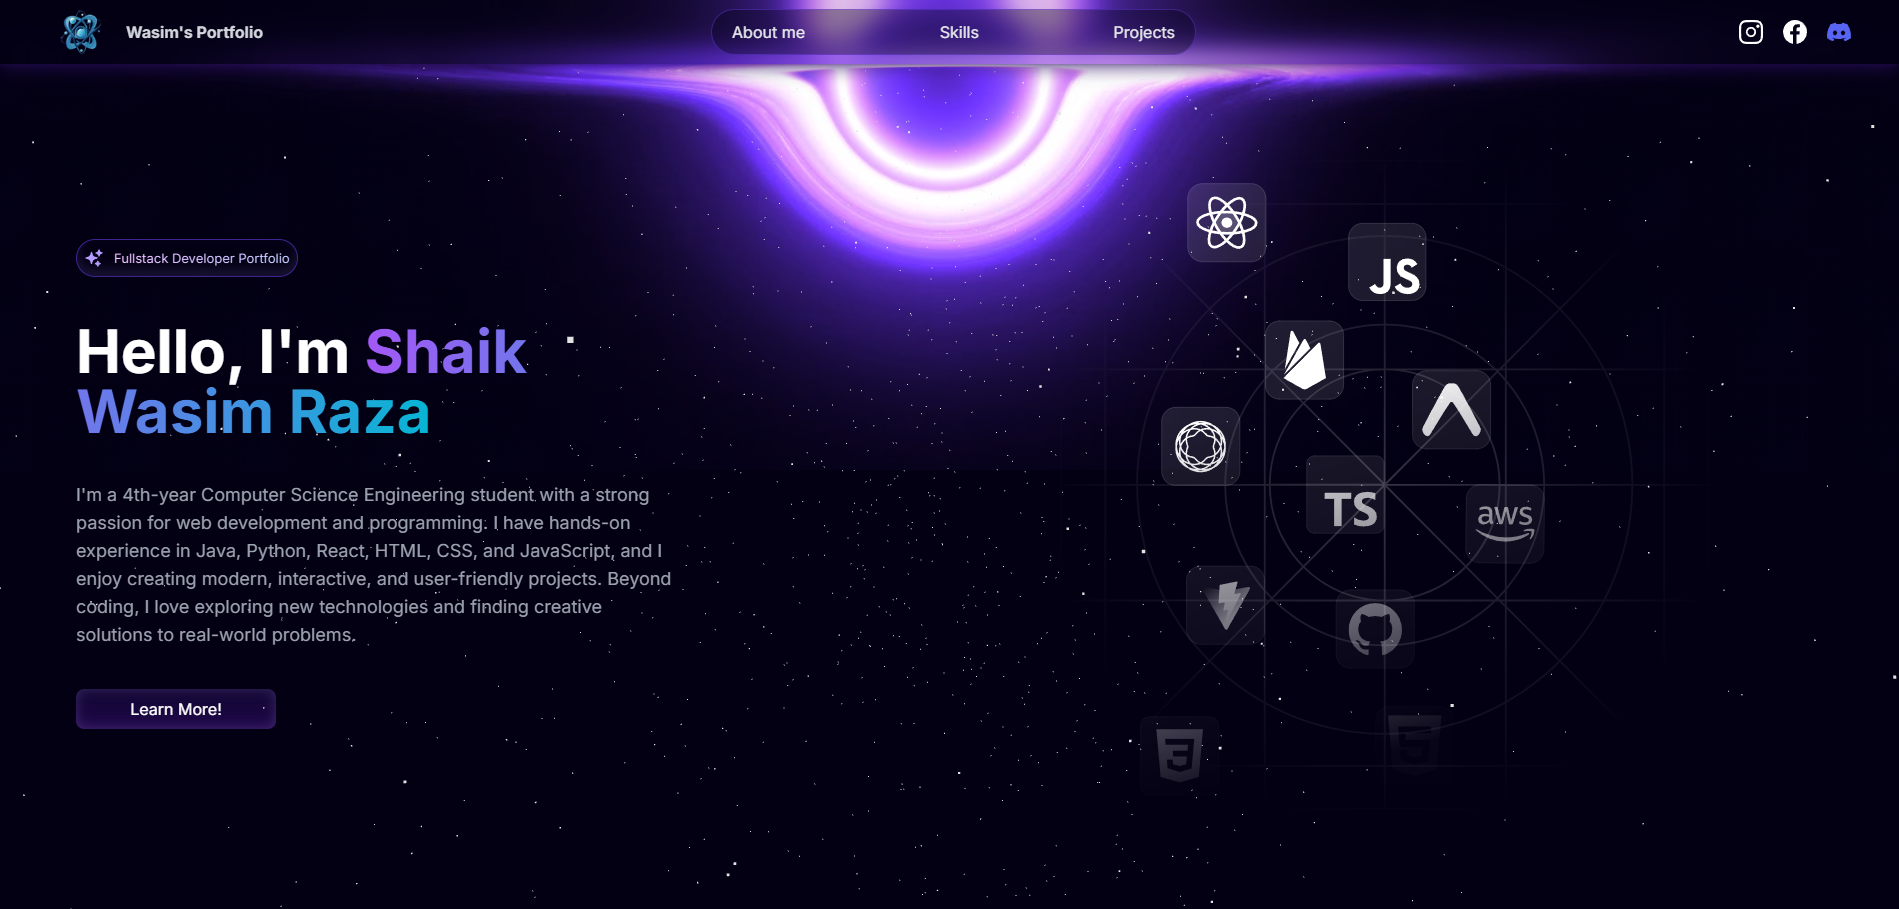 Wasim's Portfolio
About me
Skills
Projects
Fullstack Developer Portfolio
Hello, I'm Shaik
Wasim Raza
I'm a 4th-year Computer Science Engineering student with a strong
passion for web development and programming. I have hands-on
experience in Java, Python, React, HTML, CSS, and JavaScript, and I
enjoy creating modern, interactive, and user-friendly projects. Beyond
coding, I love exploring new technologies and finding creative
solutions to real-world problems.
Learn More!
JS
TS
aws
3
5